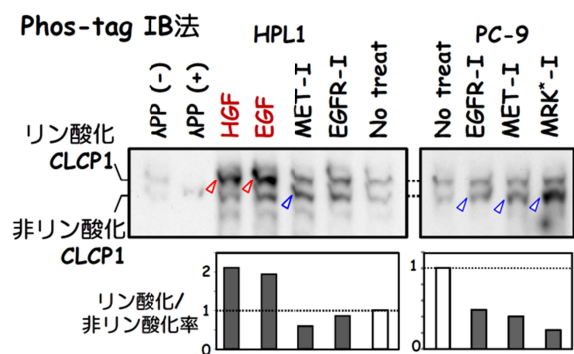 Phos-tag IB法
HPL1
PC-9
λPP (-)
λPP (+)
HGF
EGF
MET-I
EGFR-I
No treat
No treat
EGFR-I
MET-I
MRK*-I
リン酸化
CLCP1
非リン酸化
CLCP1
リン酸化/
非リン酸化率
2
1
0
1
0